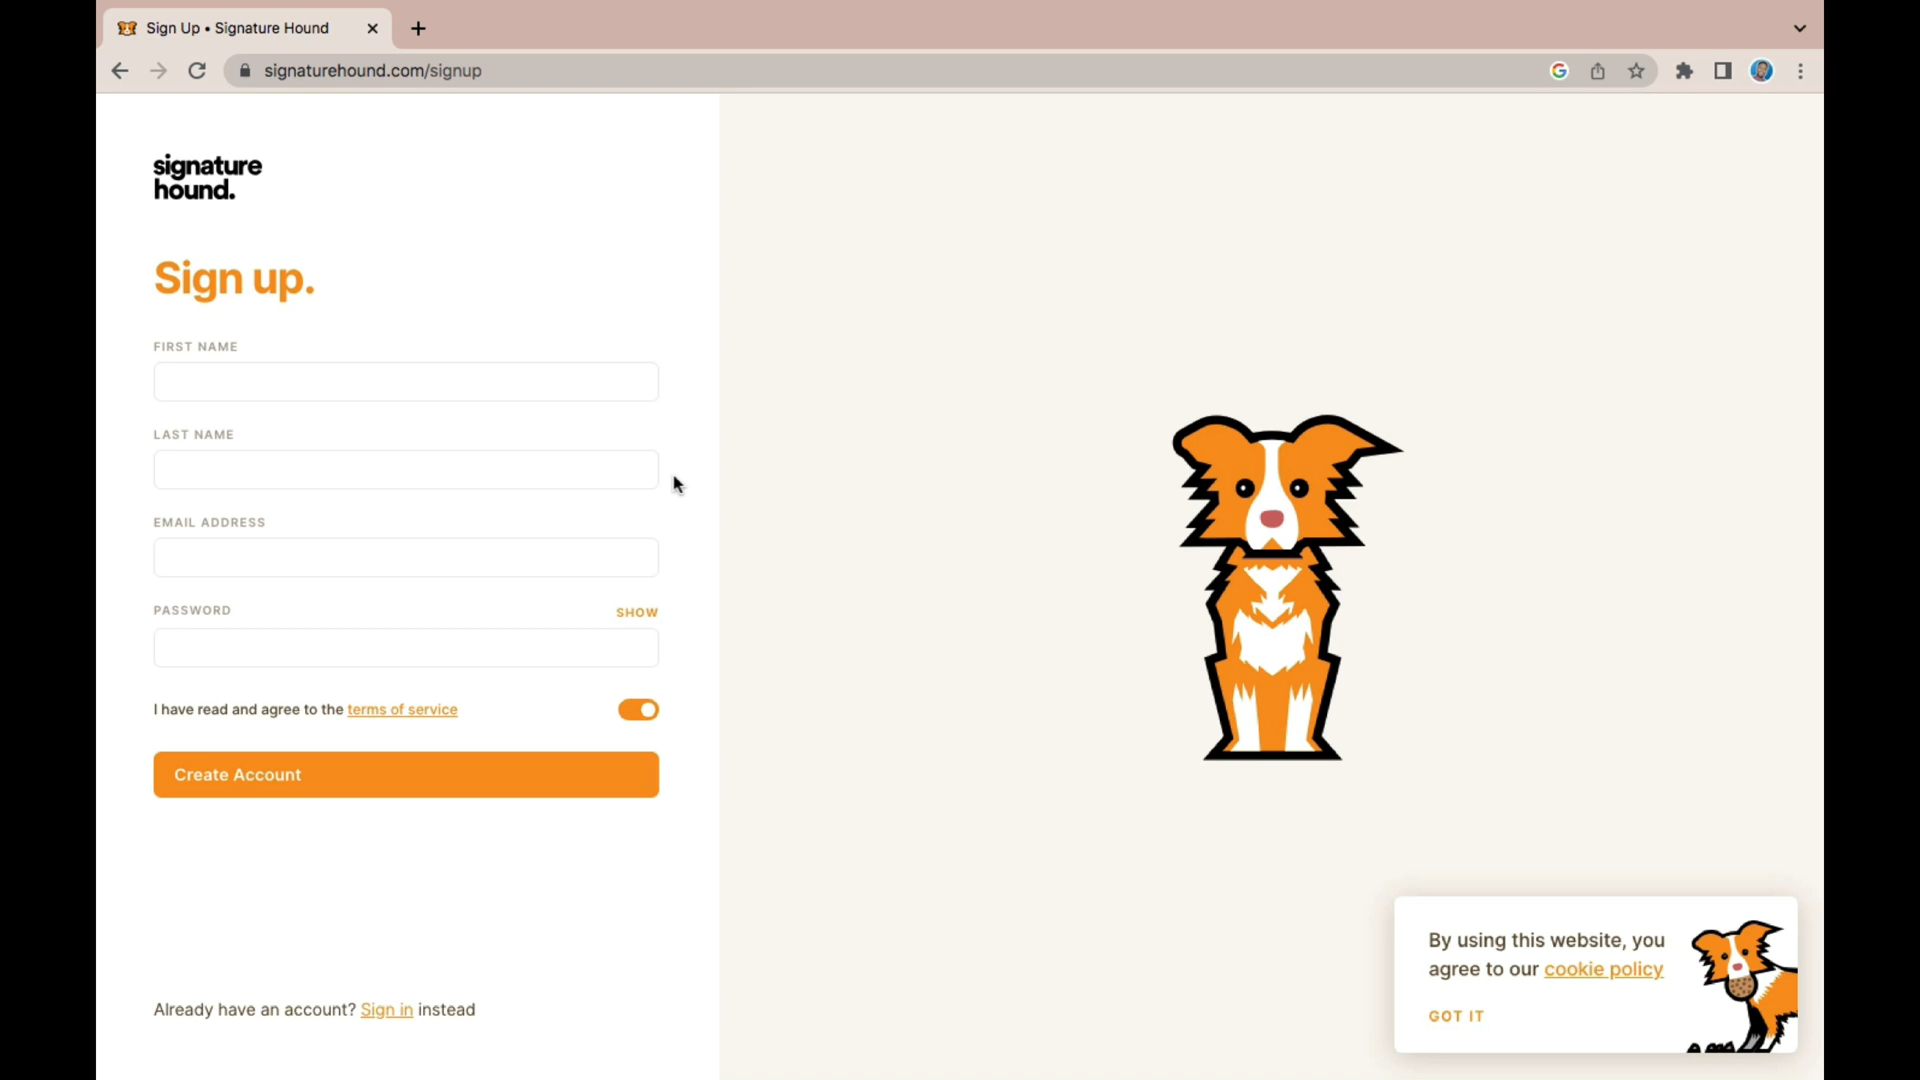 Sign Up • Signature Hound
signaturehound.com/signup
signature
hound.
Sign up.
FIRST NAME
LAST NAME
EMAIL ADDRESS
PASSWORD
SHOW
I have read and agree to the terms of service
Create Account
Already have an account? Sign in instead
By using this website, you
agree to our cookie policy
GOT IT